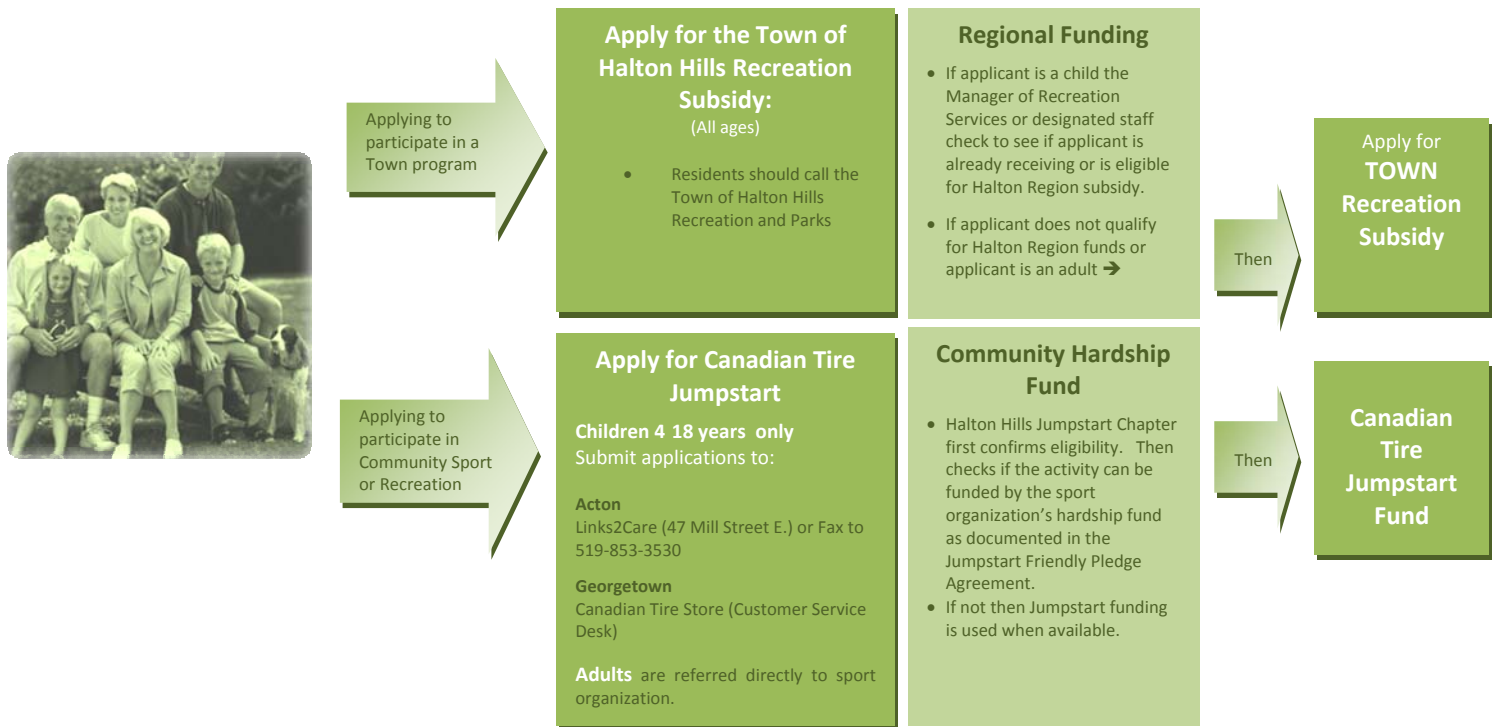 Applying to
participate in a
Town program
Apply for the Town of
Halton Hills Recreation
Subsidy:
(All ages)
• Residents should call the
Town of Halton Hills
Recreation and Parks
Regional Funding
• If applicant is a child the
Manager of Recreation
Services or designated staff
check to see if applicant is
already receiving or is eligible
for Halton Region subsidy.
• If applicant does not qualify
for Halton Region funds or
applicant is an adult ➔
Then
Apply for
TOWN
Recreation
Subsidy
Applying to
participate in
Community Sport
or Recreation
Apply for Canadian Tire
Jumpstart
Children 4 18 years only
Submit applications to:
Acton
Links2Care (47 Mill Street E.) or Fax to
519-853-3530
Georgetown
Canadian Tire Store (Customer Service
Desk)
Adults are referred directly to sport
organization.
Community Hardship
Fund
• Halton Hills Jumpstart Chapter
first confirms eligibility. Then
checks if the activity can be
funded by the sport
organization's hardship fund
as documented in the
Jumpstart Friendly Pledge
Agreement.
• If not then Jumpstart funding
is used when available.
Then
Canadian
Tire
Jumpstart
Fund